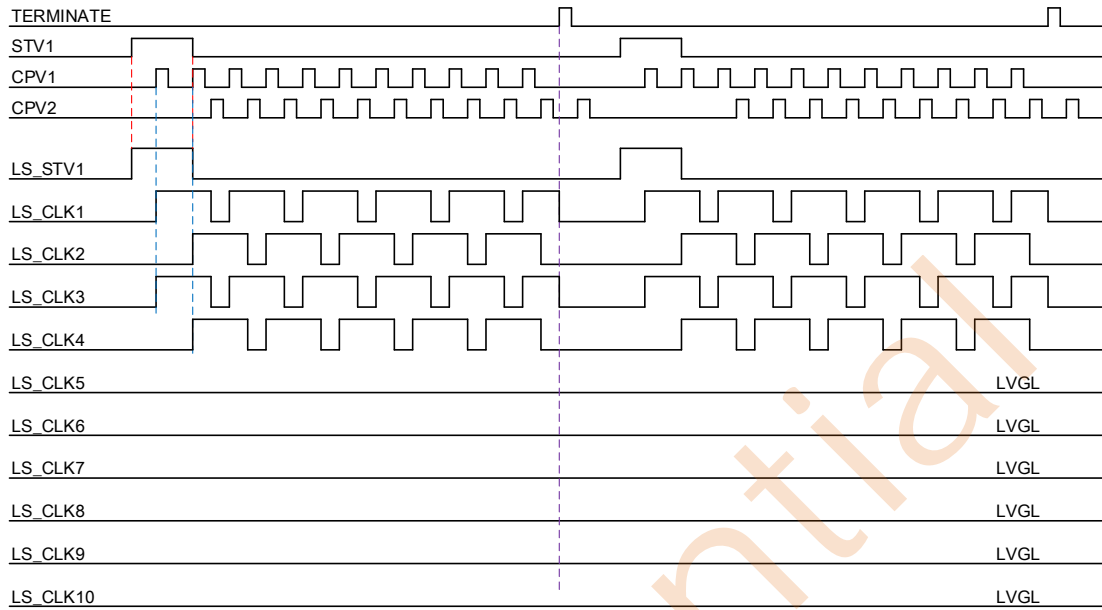 TERMINATE
STV1
CPV1
CPV2
LS_STV1
LS_CLK1
LS_CLK2
LS_CLK3
LS_CLK4
LS_CLK5 LVGL
LS_CLK6 LVGL
LS_CLK7 LVGL
LS_CLK8 LVGL
LS_CLK9 LVGL
LS_CLK10 LVGL
ntial